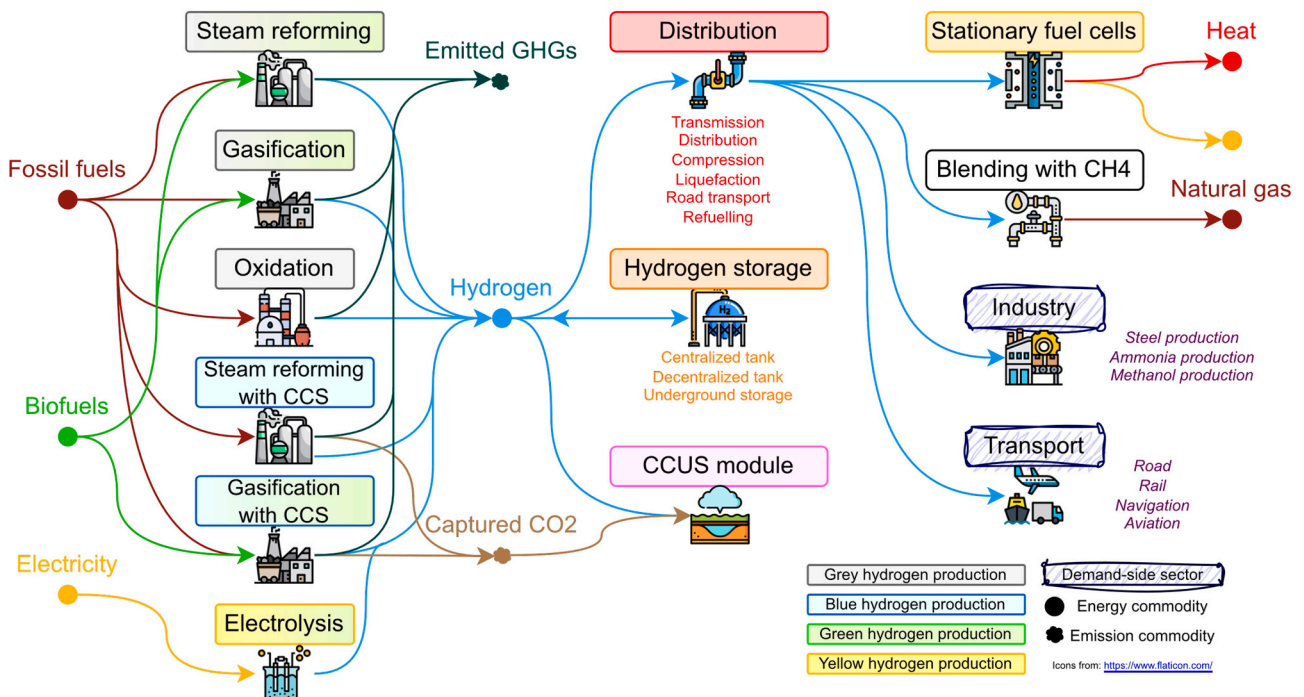 Steam reforming
Emitted GHGs
Distribution
Stationary fuel cells
Heat
Transmission
Distribution
Compression
Liquefaction
Road transport
Refuelling
Gasification
Blending with CH4
Fossil fuels
Natural gas
Oxidation
Hydrogen
Hydrogen storage
H2
Centralized tank
Decentralized tank
Underground storage
Industry
Steel production
Ammonia production
Methanol production
Steam reforming
with CCS
Biofuels
CCUS module
Transport
Road
Rail
Navigation
Aviation
Gasification
with CCS
Captured CO2
Electricity
Electrolysis
Grey hydrogen production
Blue hydrogen production
Green hydrogen production
Yellow hydrogen production
Demand-side sector
Energy commodity
Emission commodity
Icons from: https://www.flaticon.com/